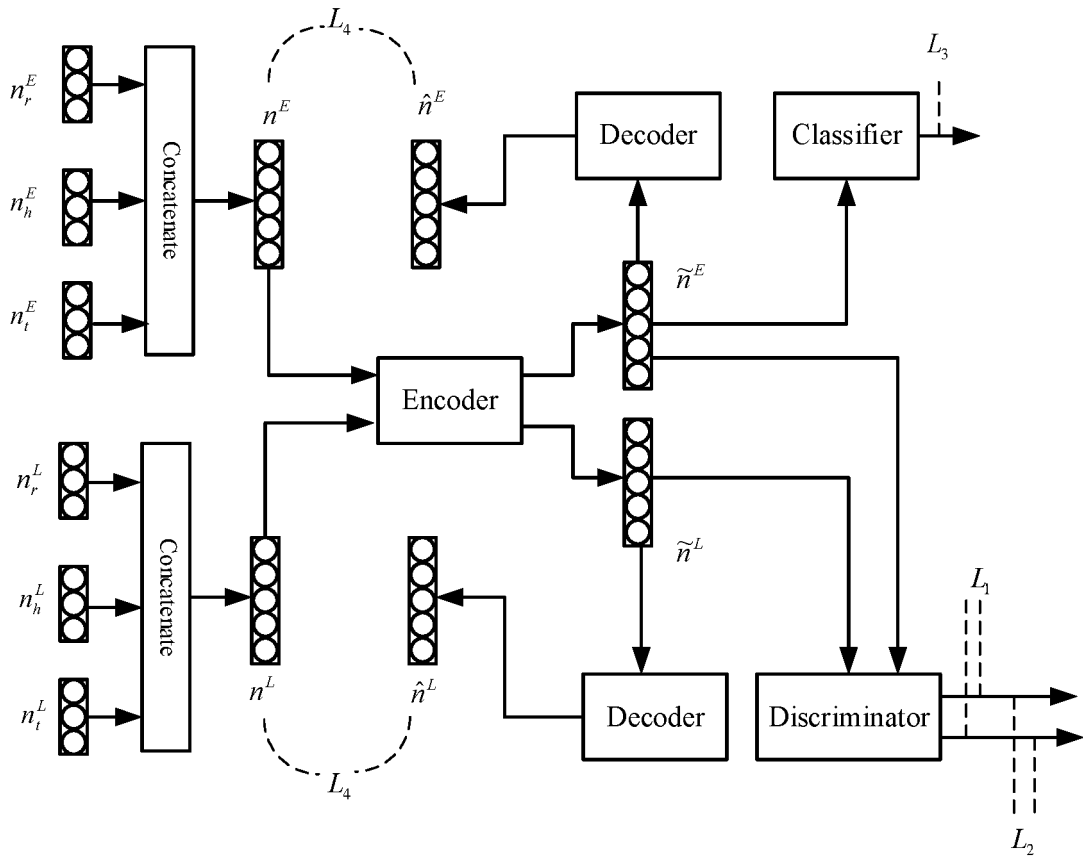 L₄
L₃
n_r^E
n^E
n̂^E
Decoder
Classifier
Concatenate
n_h^E
n_t^E
ñ^E
Encoder
n_r^L
Concatenate
ñ^L
n_h^L
L₁
n^L
n̂^L
Decoder
Discriminator
n_t^L
L₄
L₂